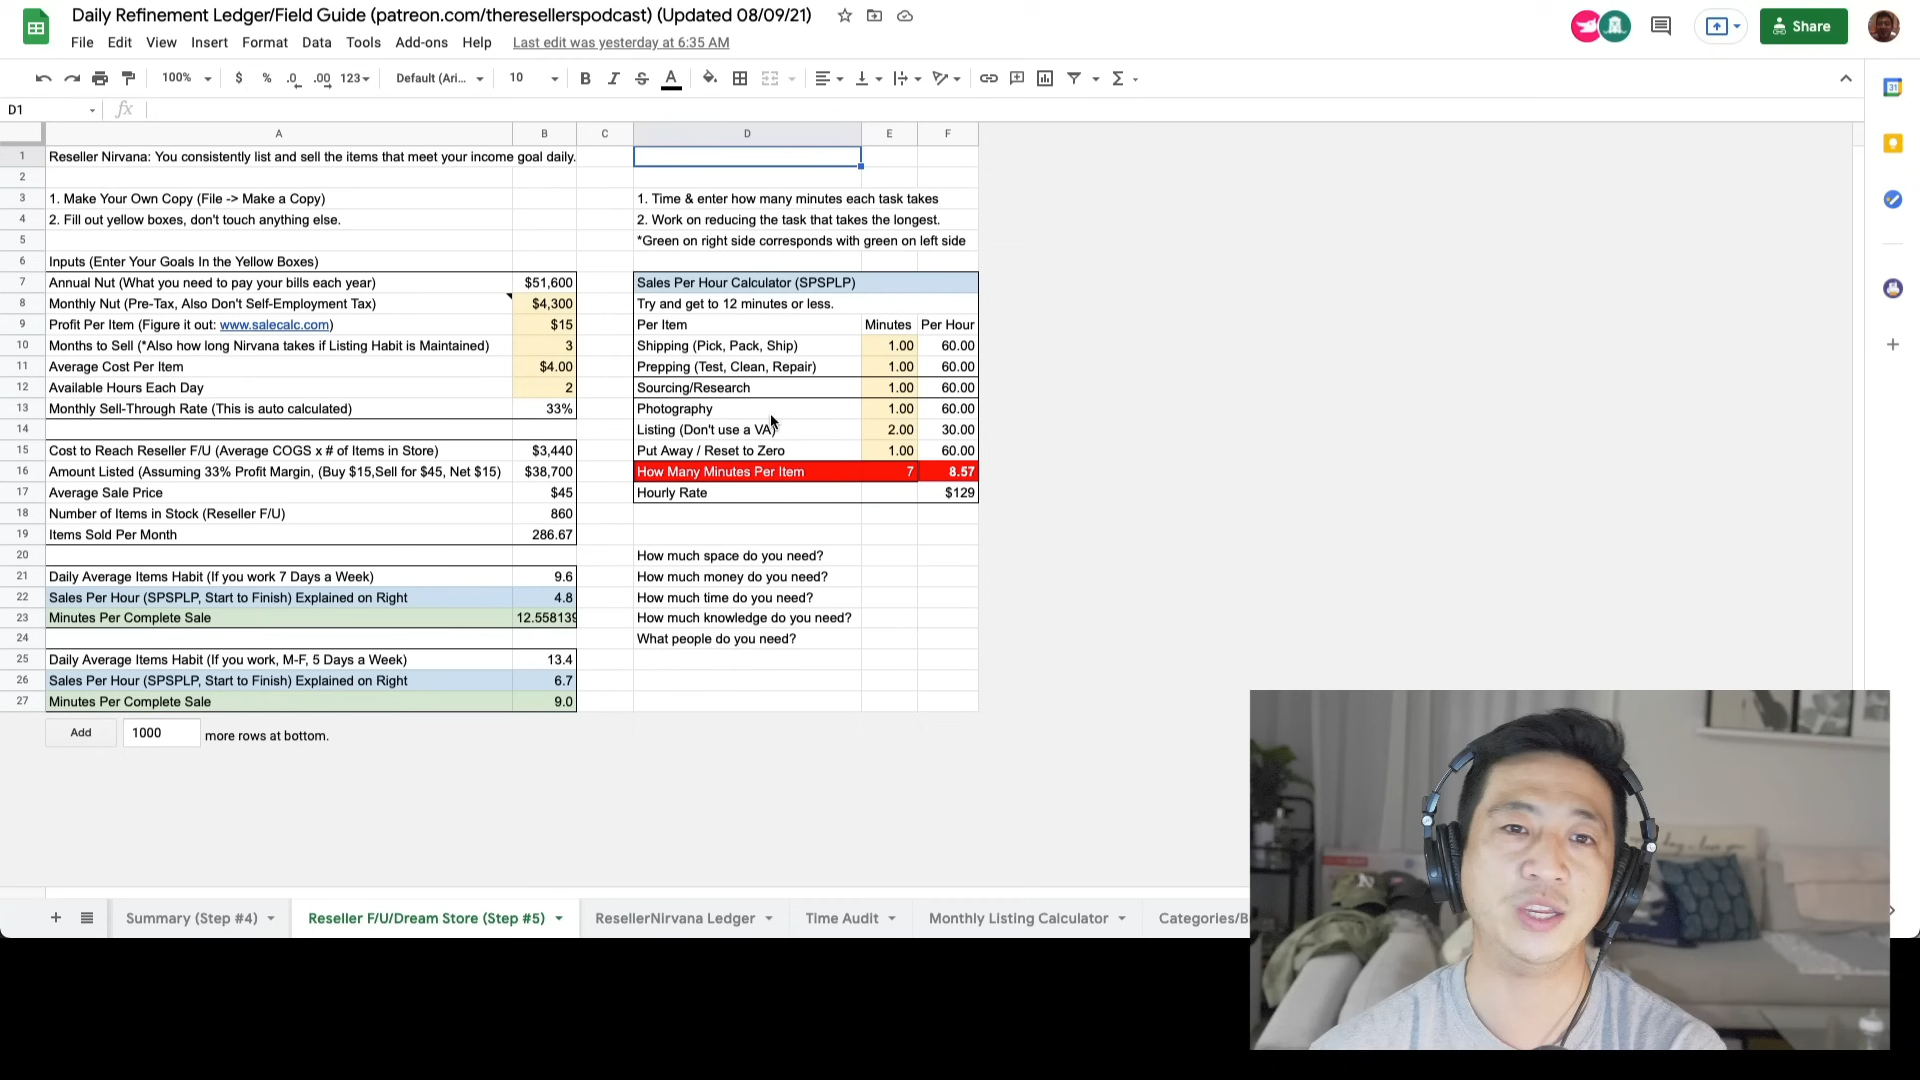 Daily Refinement Ledger/Field Guide (patreon.com/theresellerspodcast) (Updated 08/09/21)
File Edit View Insert Format Data Tools Add-ons Help Last edit was yesterday at 6:35 AM
Share
100% $ % .0 .00 123 Default (Ari... 10 B I S A
D1 fx
A B C D E F
1 Reseller Nirvana: You consistently list and sell the items that meet your income goal daily.
2
3 1. Make Your Own Copy (File -> Make a Copy) 1. Time & enter how many minutes each task takes
4 2. Fill out yellow boxes, don't touch anything else. 2. Work on reducing the task that takes the longest.
5 *Green on right side corresponds with green on left side
6 Inputs (Enter Your Goals In the Yellow Boxes)
7 Annual Nut (What you need to pay your bills each year) $51,600 Sales Per Hour Calculator (SPSPLP)
8 Monthly Nut (Pre-Tax, Also Don't Self-Employment Tax) $4,300 Try and get to 12 minutes or less.
9 Profit Per Item (Figure it out: www.salecalc.com) $15 Per Item Minutes Per Hour
10 Months to Sell (*Also how long Nirvana takes if Listing Habit is Maintained) 3 Shipping (Pick, Pack, Ship) 1.00 60.00
11 Average Cost Per Item $4.00 Prepping (Test, Clean, Repair) 1.00 60.00
12 Available Hours Each Day 2 Sourcing/Research 1.00 60.00
13 Monthly Sell-Through Rate (This is auto calculated) 33% Photography 1.00 60.00
14 Listing (Don't use a VA) 2.00 30.00
15 Cost to Reach Reseller F/U (Average COGS x # of Items in Store) $3,440 Put Away / Reset to Zero 1.00 60.00
16 Amount Listed (Assuming 33% Profit Margin, (Buy $15,Sell for $45, Net $15) $38,700 How Many Minutes Per Item 7 8.57
17 Average Sale Price $45 Hourly Rate $129
18 Number of Items in Stock (Reseller F/U) 860
19 Items Sold Per Month 286.67
20 How much space do you need?
21 Daily Average Items Habit (If you work 7 Days a Week) 9.6 How much money do you need?
22 Sales Per Hour (SPSPLP, Start to Finish) Explained on Right 4.8 How much time do you need?
23 Minutes Per Complete Sale 12.558139 How much knowledge do you need?
24 What people do you need?
25 Daily Average Items Habit (If you work, M-F, 5 Days a Week) 13.4
26 Sales Per Hour (SPSPLP, Start to Finish) Explained on Right 6.7
27 Minutes Per Complete Sale 9.0
Add 1000 more rows at bottom.
Summary (Step #4) Reseller F/U/Dream Store (Step #5) ResellerNirvana Ledger Time Audit Monthly Listing Calculator Categories/B